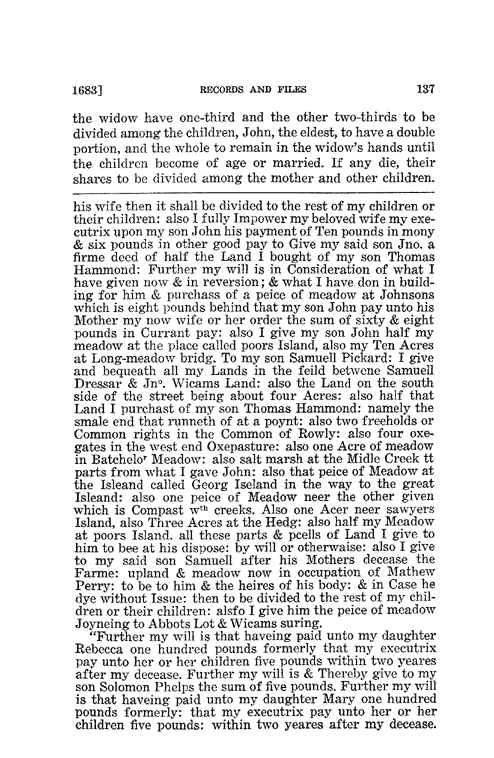 1683] RECORDS AND FILES 137
the widow have one-third and the other two-thirds to be
divided among the children, John, the eldest, to have a double
portion, and the whole to remain in the widow's hands until
the children become of age or married. If any die, their
shares to be divided among the mother and other children.
his wife then it shall be divided to the rest of my children or
their children: also I fully Impower my beloved wife my exe-
cutrix upon my son John his payment of Ten pounds in mony
& six pounds in other good pay to Give my said son Jno. a
firme deed of half the Land I bought of my son Thomas
Hammond: Further my will is in Consideration of what I
have given now & in reversion; & what I have don in build-
ing for him & purchass of a peice of meadow at Johnsons
which is eight pounds behind that my son John pay unto his
Mother my now wife or her order the sum of sixty & eight
pounds in Currant pay: also I give my son John half my
meadow at the place called poors Island, also my Ten Acres
at Long-meadow bridg. To my son Samuell Pickard: I give
and bequeath all my Lands in the feild betwene Samuell
Dressar & Jnᵒ. Wicams Land: also the Land on the south
side of the street being about four Acres: also half that
Land I purchast of my son Thomas Hammond: namely the
smale end that runneth of at a poynt: also two freeholds or
Common rights in the Common of Rowly: also four oxe-
gates in the west end Oxepasture: also one Acre of meadow
in Batcheloʳ Meadow: also salt marsh at the Midle Creek tt
parts from what I gave John: also that peice of Meadow at
the Isleand called Georg Iseland in the way to the great
Isleand: also one peice of Meadow neer the other given
which is Compast wᵗʰ creeks. Also one Acer neer sawyers
Island, also Three Acres at the Hedg: also half my Meadow
at poors Island. all these parts & pcells of Land I give to
him to bee at his dispose: by will or otherwaise: also I give
to my said son Samuell after his Mothers decease the
Farme: upland & meadow now in occupation of Mathew
Perry: to be to him & the heires of his body: & in Case he
dye without Issue: then to be divided to the rest of my chil-
dren or their children: alsfo I give him the peice of meadow
Joyneing to Abbots Lot & Wicams suring.
"Further my will is that haveing paid unto my daughter
Rebecca one hundred pounds formerly that my executrix
pay unto her or her children five pounds within two yeares
after my decease. Further my will is & Thereby give to my
son Solomon Phelps the sum of five pounds. Further my will
is that haveing paid unto my daughter Mary one hundred
pounds formerly: that my executrix pay unto her or her
children five pounds: within two yeares after my decease.